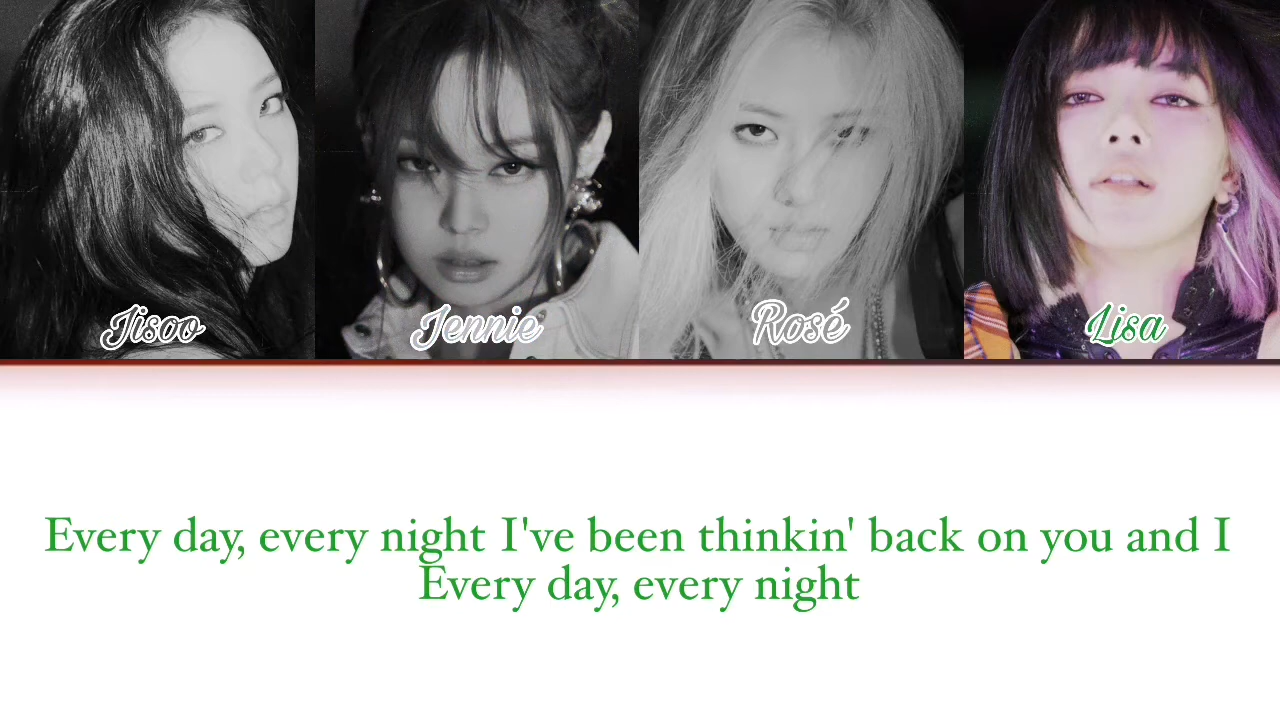 Jisoo Jennie Rosé Lisa
Every day, every night I've been thinkin' back on you and I
Every day, every night